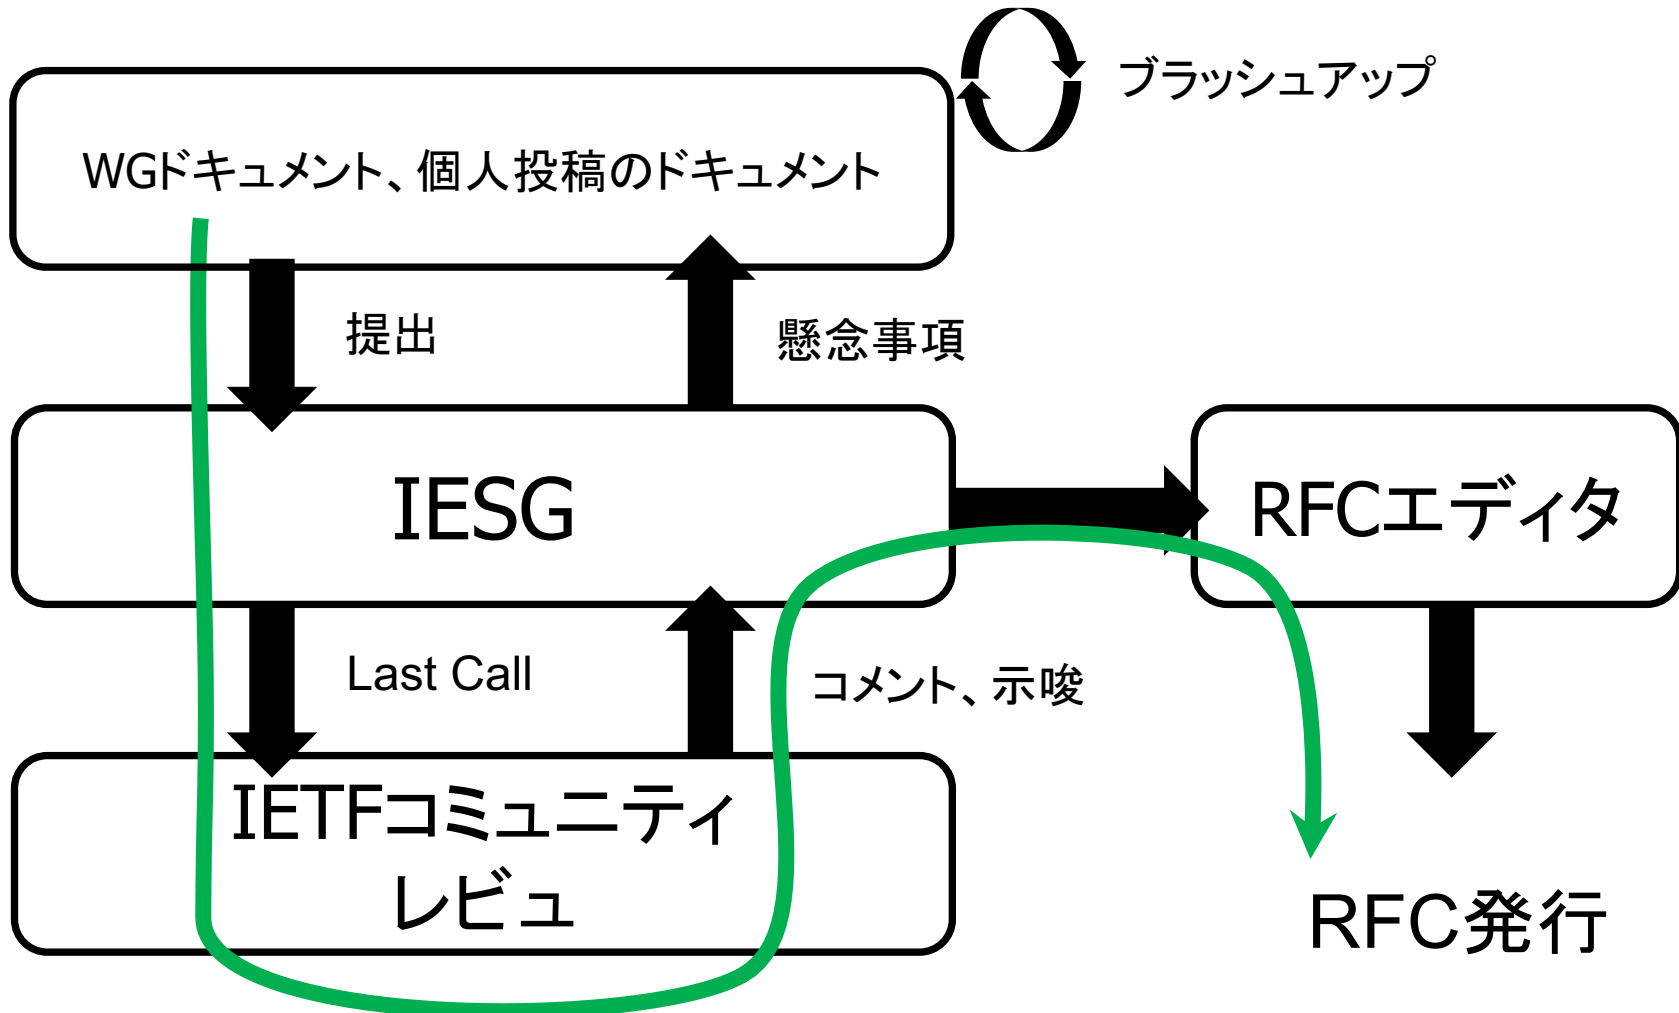 ブラッシュアップ
WGドキュメント、個人投稿のドキュメント
提出
懸念事項
IESG
RFCエディタ
Last Call
コメント、示唆
IETFコミュニティ
レビュ
RFC発行